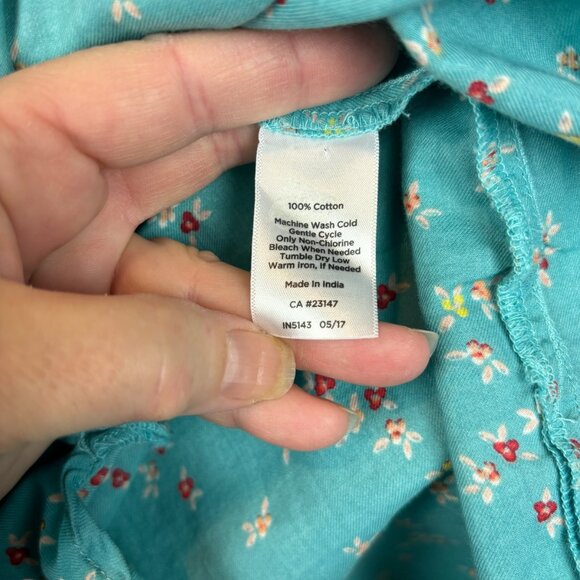 100% Cotton
Machine Wash Cold
Gentle Cycle
Only Non-Chlorine
Bleach When Needed
Tumble Dry Low
Warm Iron, If Needed
Made In India
CA #23147
IN5143 05/17